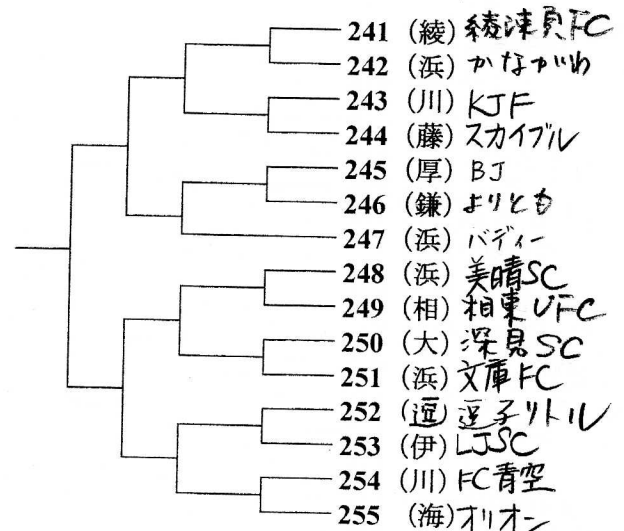 241 (綾) 綾東FC
242 (浜) かながわ
243 (川) KJF
244 (藤) スカイブル
245 (厚) BJ
246 (鎌) よりとも
247 (浜) バディー
248 (浜) 美晴SC
249 (相) 相東UFC
250 (大) 深見SC
251 (浜) 文庫FC
252 (逗) 逗子リトル
253 (伊) LJSC
254 (川) FC青空
255 (海) オリオン